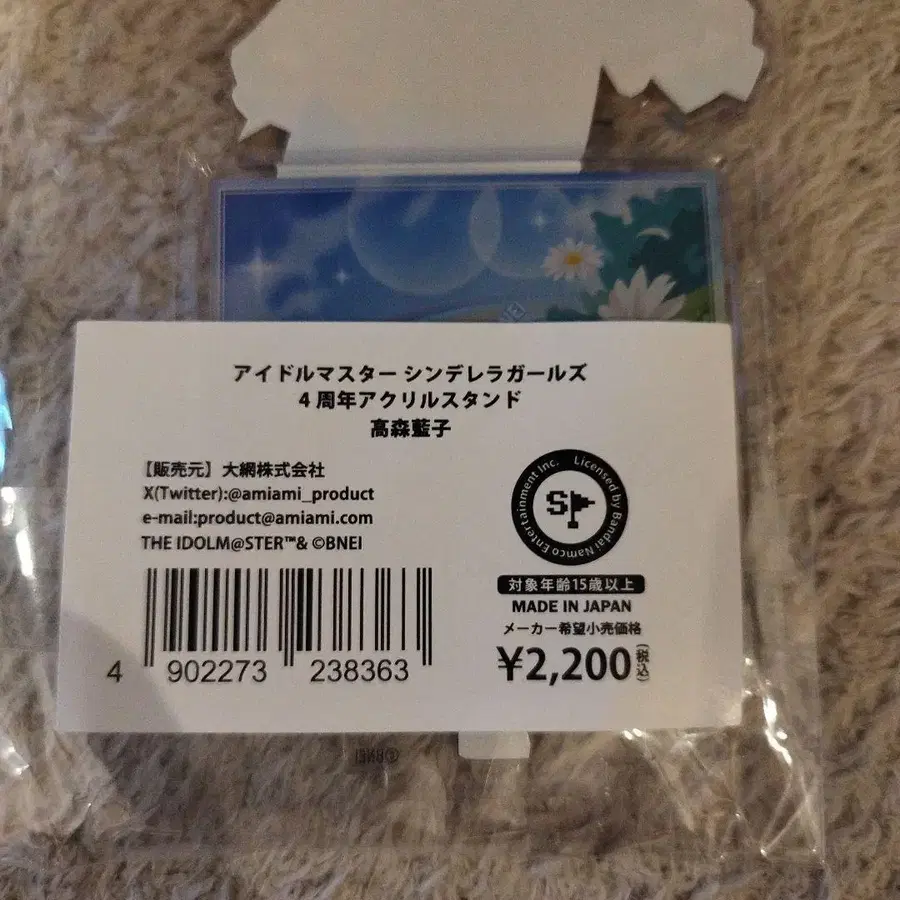 アイドルマスター シンデレラガールズ
4周年アクリルスタンド
髙森藍子
【販売元】大網株式会社
X(Twitter):@amiami_product
e-mail:product@amiami.com
THE IDOLM@STER™& ©BNEI
4 902273 238363
Licensed by Bandai Namco Entertainment Inc.
SP
対象年齢15歳以上
MADE IN JAPAN
メーカー希望小売価格
¥2,200(税込)
©BNEI